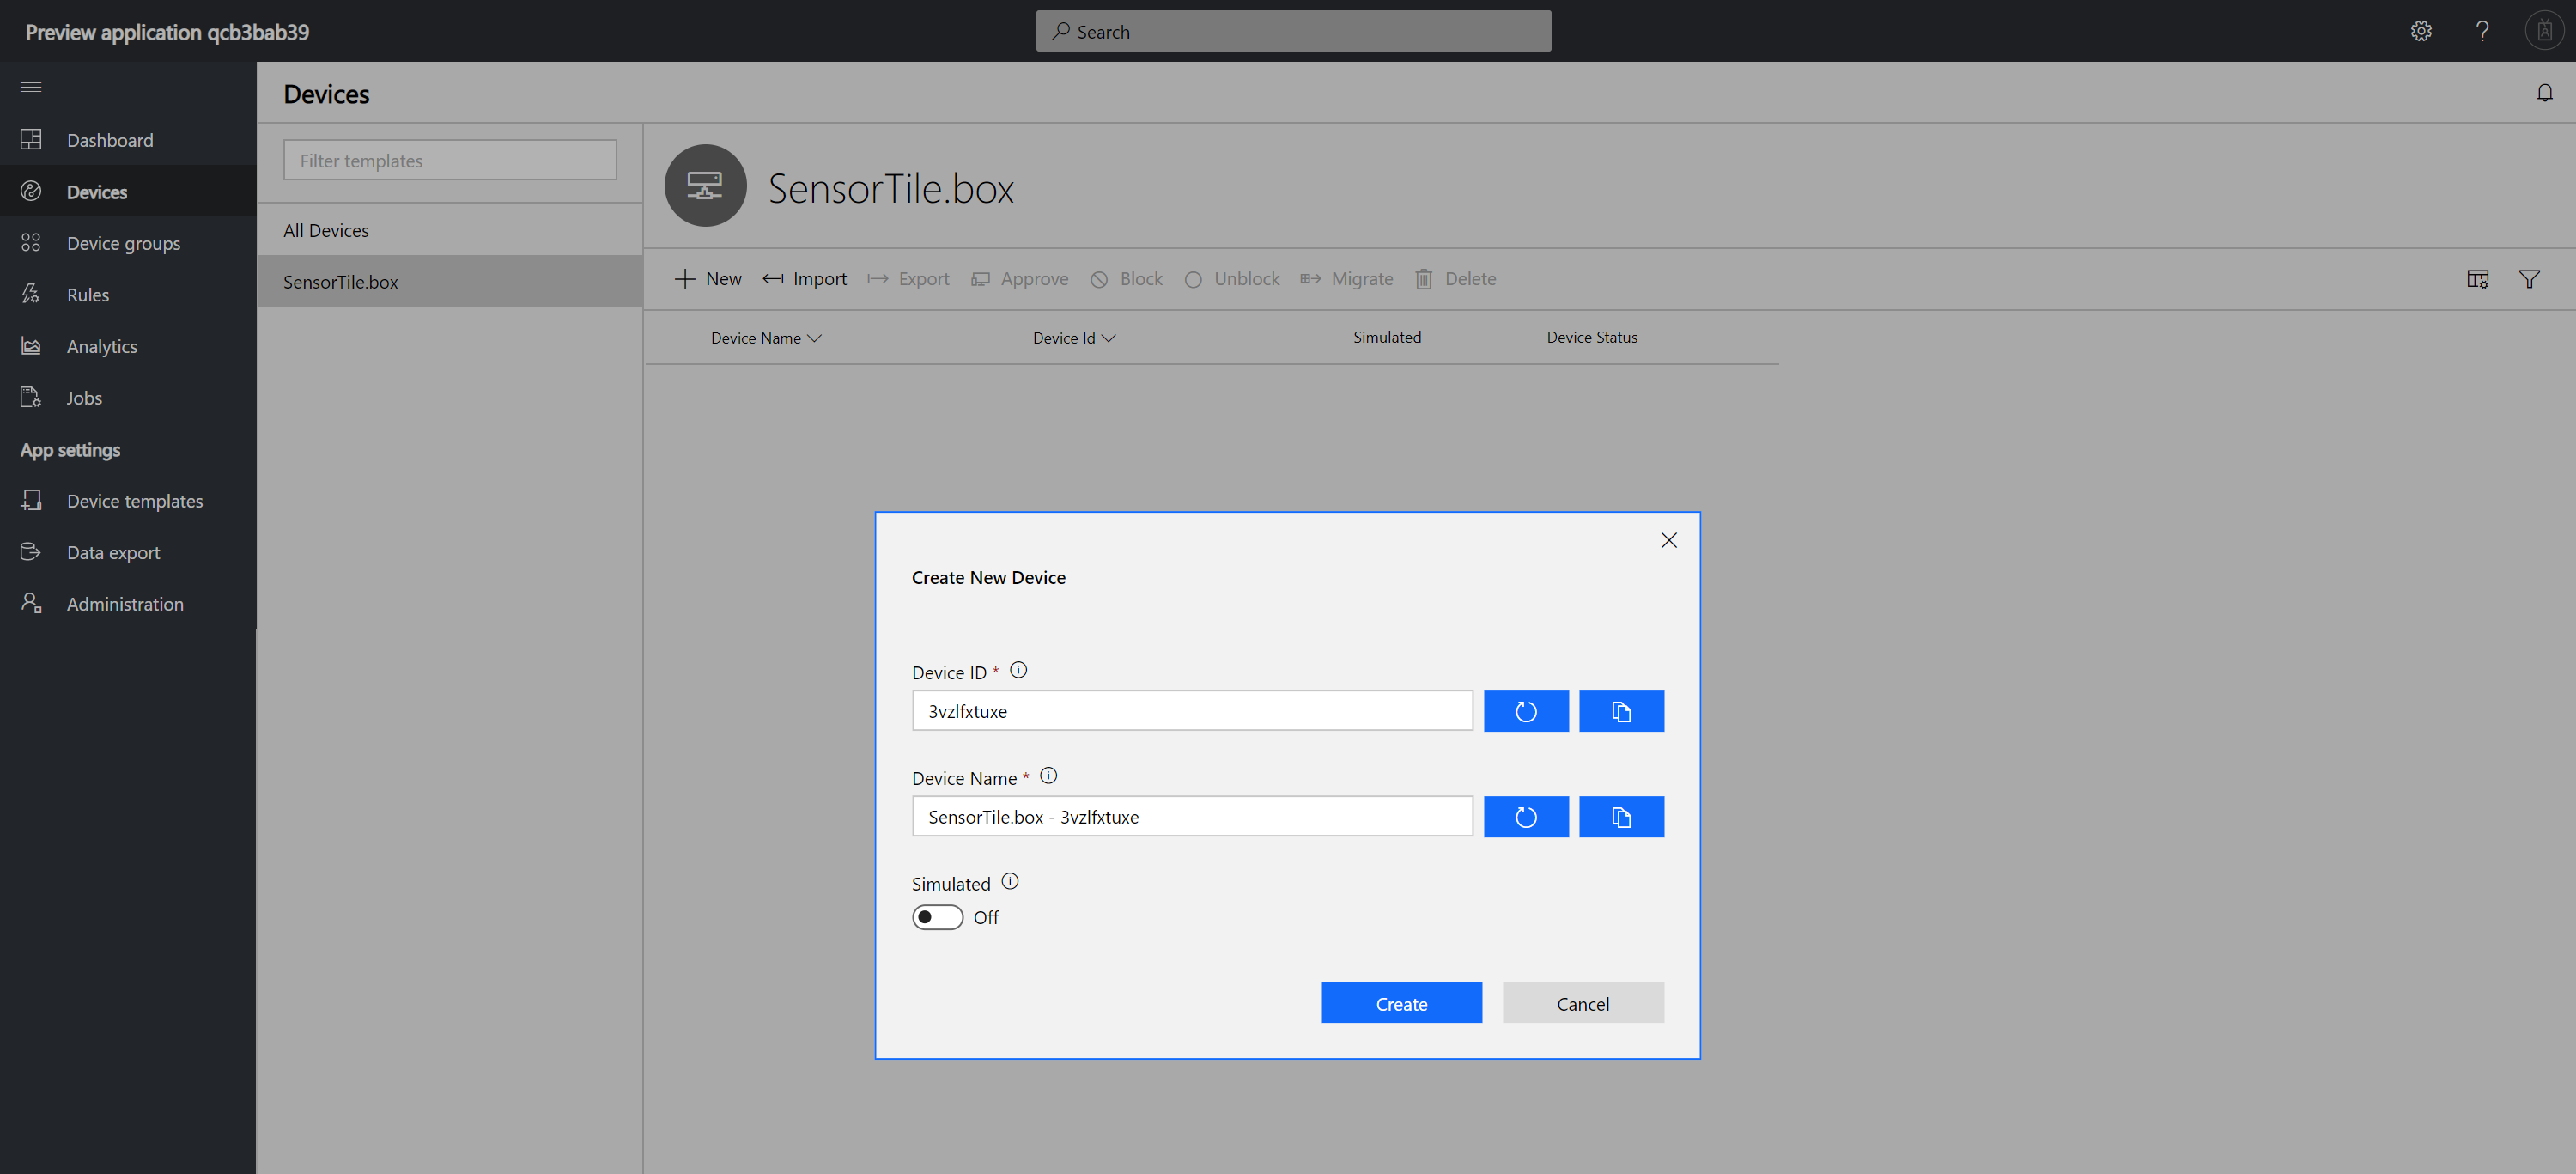 Preview application qcb3bab39
Search
Devices
Dashboard
Devices
Device groups
Rules
Analytics
Jobs
App settings
Device templates
Data export
Administration
Filter templates
All Devices
SensorTile.box
SensorTile.box
New Import Export Approve Block Unblock Migrate Delete
Device Name Device Id Simulated Device Status
Create New Device
Device ID *
3vzlfxtuxe
Device Name *
SensorTile.box - 3vzlfxtuxe
Simulated
Off
Create Cancel